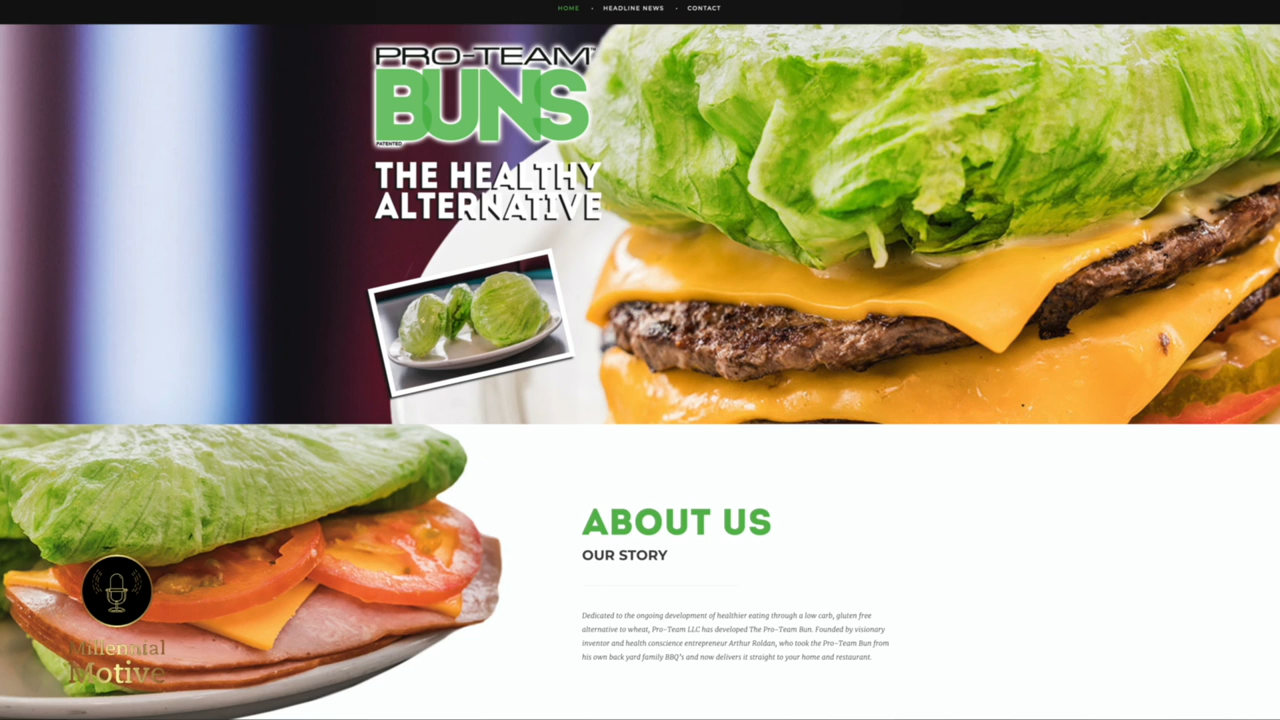 HOME • HEADLINE NEWS • CONTACT
PRO-TEAM
BUNS
PATENTED
THE HEALTHY
ALTERNATIVE
ABOUT US
OUR STORY
Dedicated to the ongoing development of healthier eating through a low carb, gluten free
alternative to wheat, Pro-Team LLC has developed The Pro-Team Bun. Founded by visionary
inventor and health conscience entrepreneur Arthur Roldan, who took the Pro-Team Bun from
his own back yard family BBQ's and now delivers it straight to your home and restaurant.
Millennial
Motive